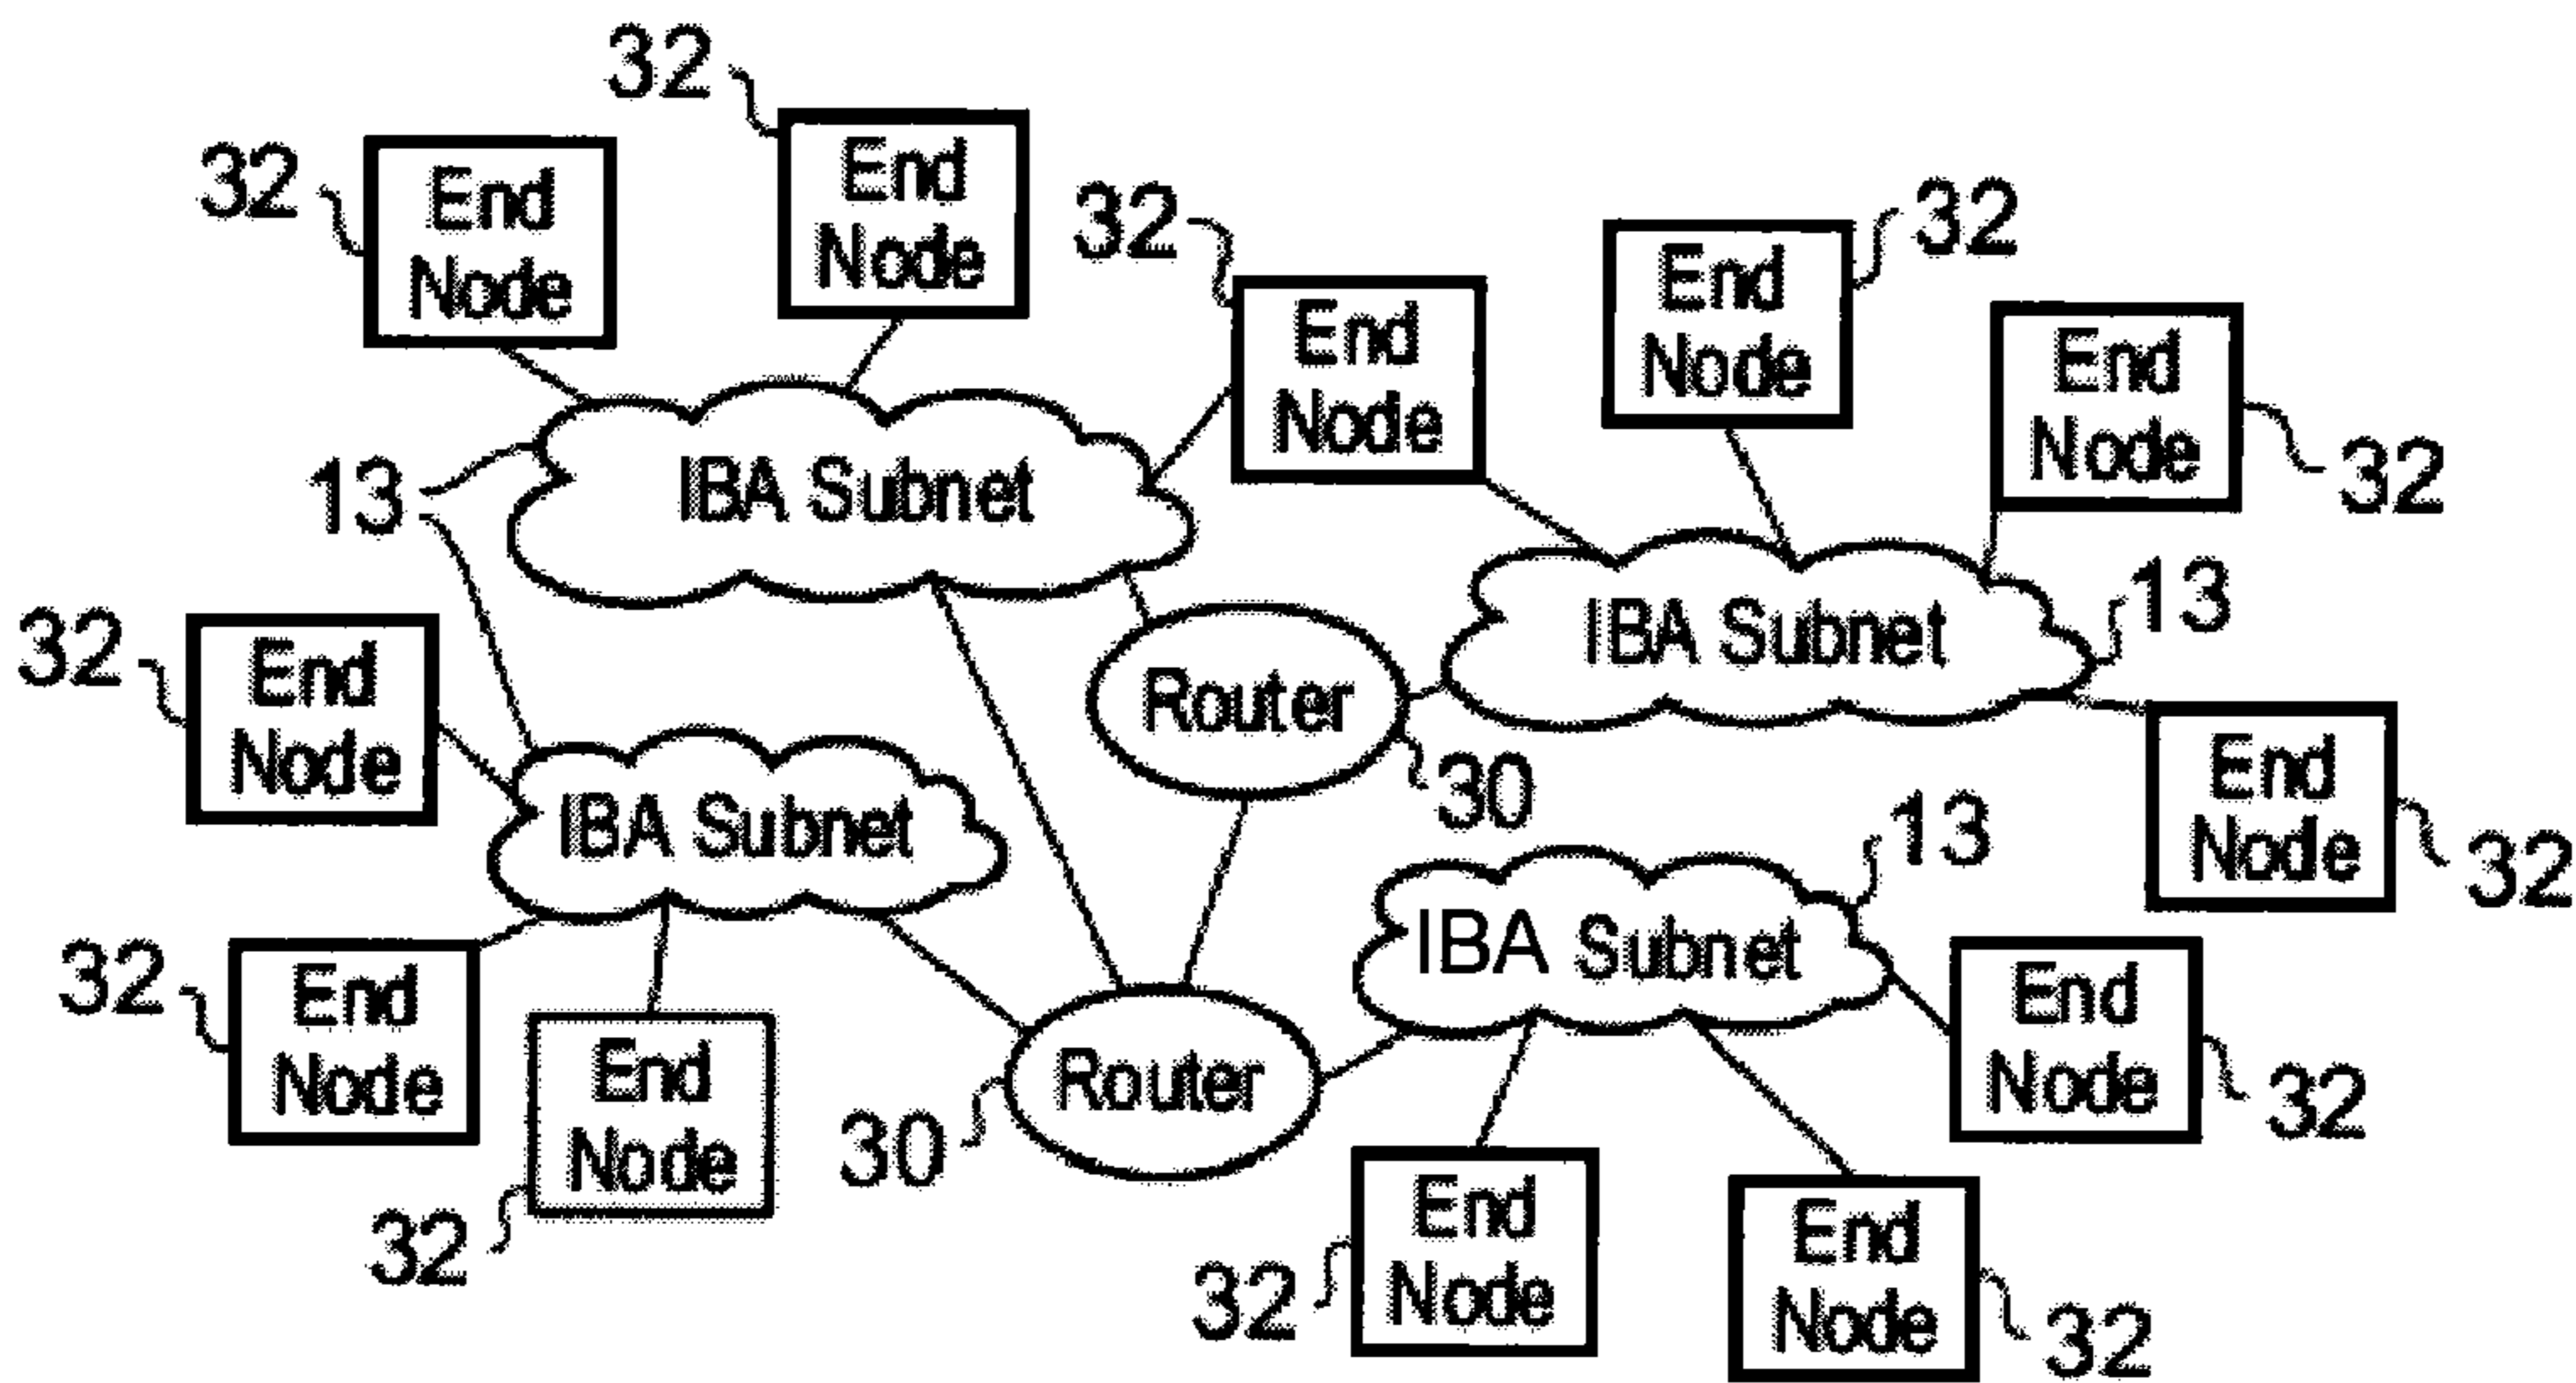 32
32
End
Node
End
Node
32
End
Node
32
End
Node
32
End
Node
32
13
IBA Subnet
IBA Subnet
13
32
End
Node
Router
30
End
Node
32
IBA Subnet
13
IBA Subnet
32
End
Node
End
Node
32
End
Node
32
30
Router
32
End
Node
End
Node
32